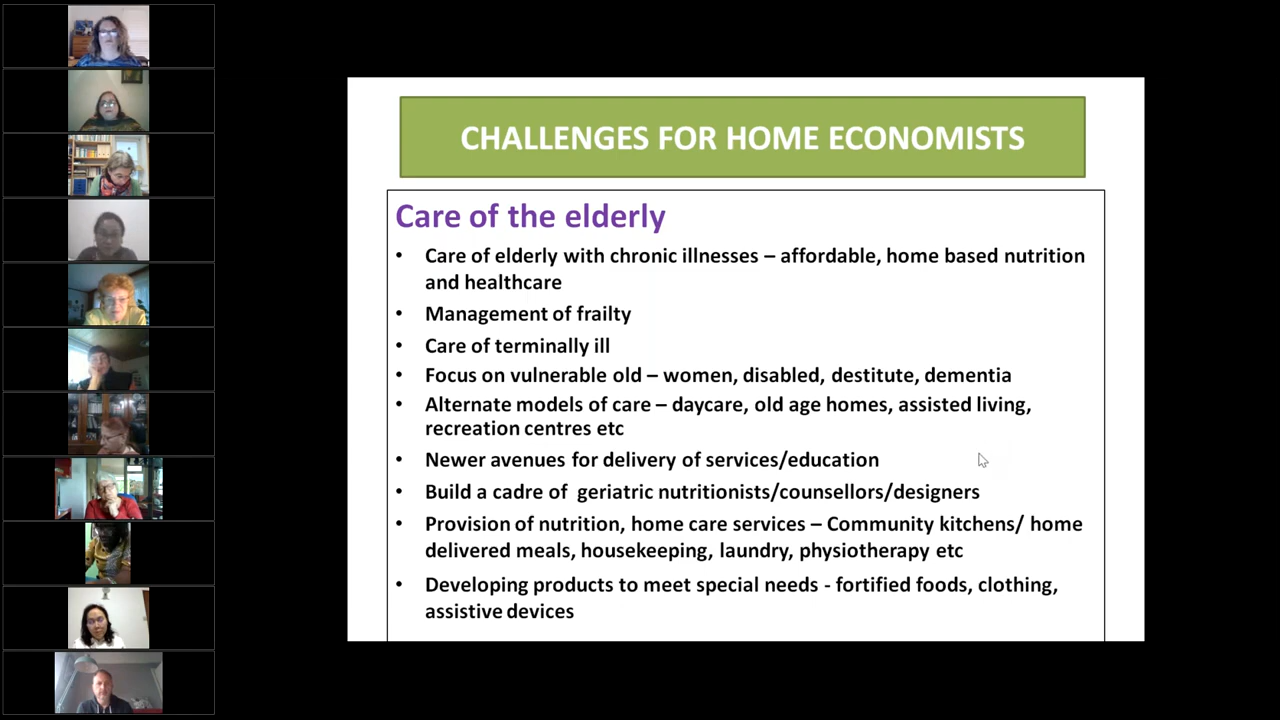 CHALLENGES FOR HOME ECONOMISTS
Care of the elderly
• Care of elderly with chronic illnesses – affordable, home based nutrition
and healthcare
• Management of frailty
• Care of terminally ill
• Focus on vulnerable old – women, disabled, destitute, dementia
• Alternate models of care – daycare, old age homes, assisted living,
recreation centres etc
• Newer avenues for delivery of services/education
• Build a cadre of geriatric nutritionists/counsellors/designers
• Provision of nutrition, home care services – Community kitchens/ home
delivered meals, housekeeping, laundry, physiotherapy etc
• Developing products to meet special needs - fortified foods, clothing,
assistive devices